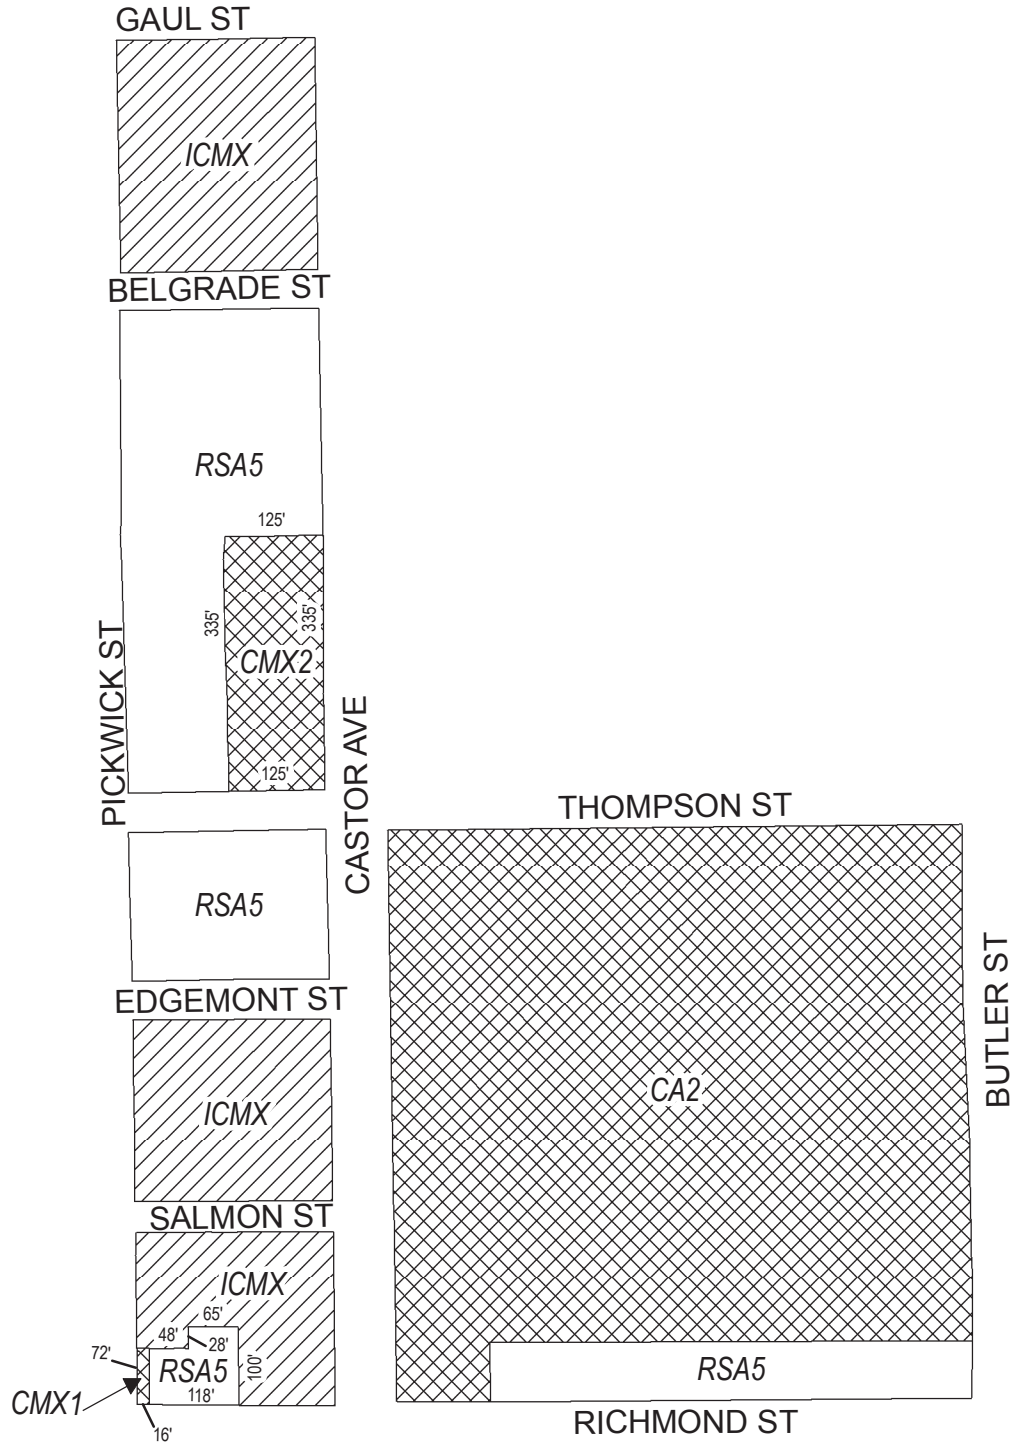 GAUL ST
ICMX
BELGRADE ST
RSA5
125'
335'
335'
CMX2
125'
PICKWICK ST
CASTOR AVE
THOMPSON ST
RSA5
BUTLER ST
EDGEMONT ST
ICMX
CA2
SALMON ST
ICMX
65'
48'
28'
72'
RSA5
100'
118'
CMX1
16'
RSA5
RICHMOND ST